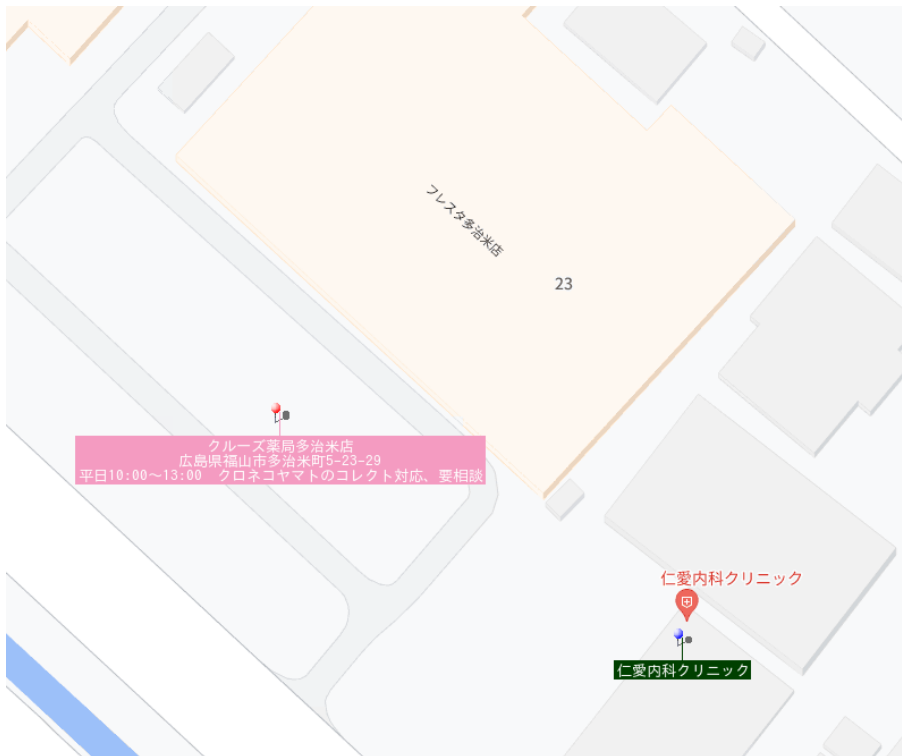 フレスタ多治米店
23
クルーズ薬局多治米店
広島県福山市多治米町5-23-29
平日10:00～13:00　クロネコヤマトのコレクト対応、要相談
仁愛内科クリニック
仁愛内科クリニック